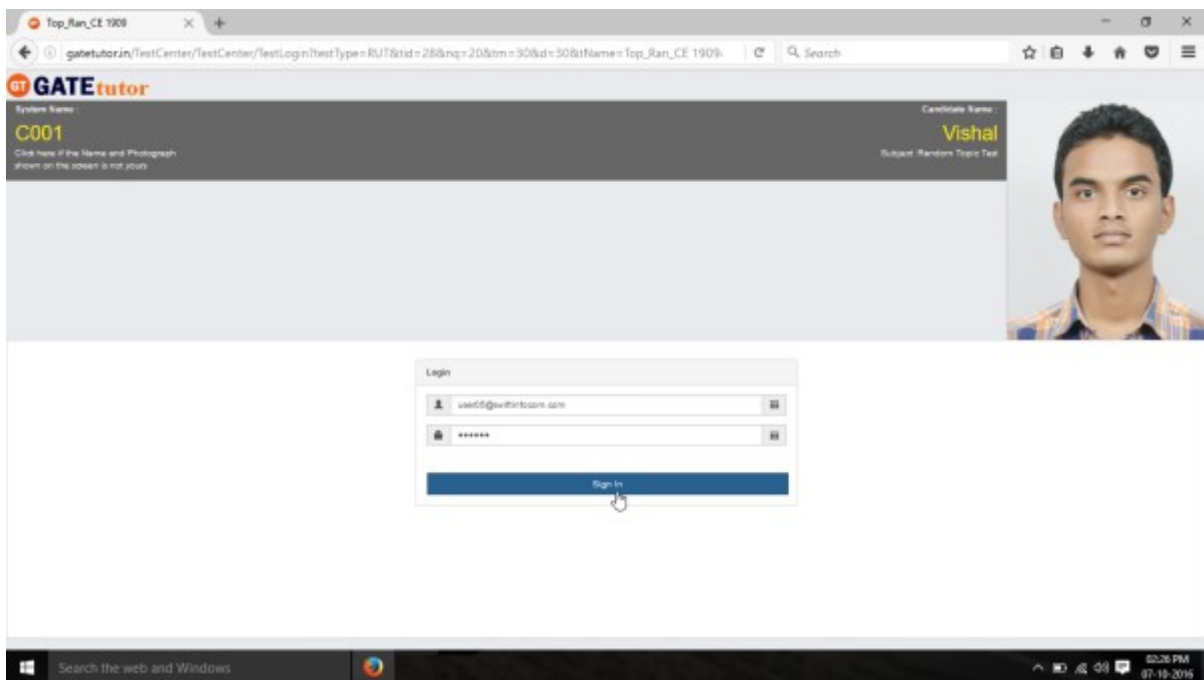 Top_Ran_CE 1909
gatetutor.in/TestCenter/TestCenter/TestLogin?testType=RUT&tid=28&nq=20&tm=30&d=30&tName=Top_Ran_CE 1909-
Search
GT GATEtutor
System Name :
C001
Click here if the Name and Photograph
shown on the screen is not yours
Candidate Name :
Vishal
Subject: Random Topic Test
Login
••••••
Sign In
Search the web and Windows
02:26 PM
07-10-2016